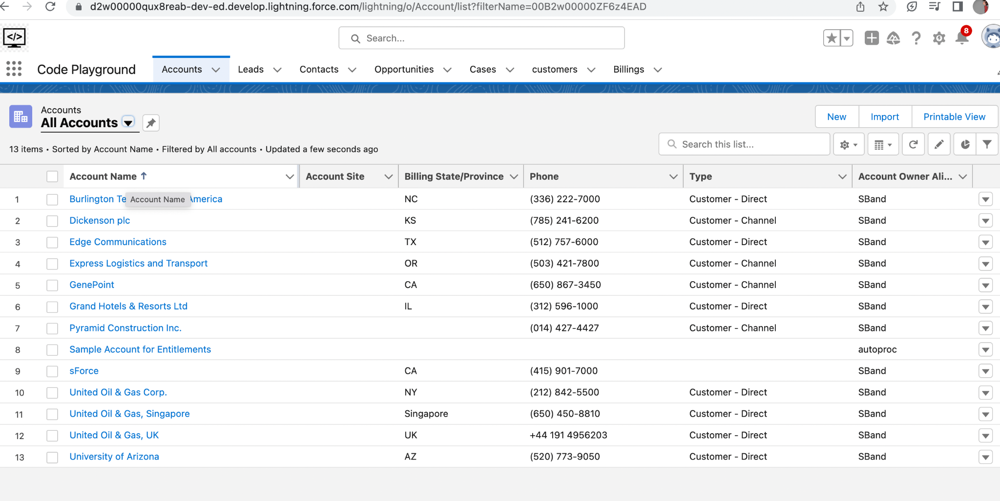 d2w00000qux8reab-dev-ed.develop.lightning.force.com/lightning/o/Account/list?filterName=00B2w00000ZF6z4EAD
</>
Search...
8
Code Playground Accounts Leads Contacts Opportunities Cases customers Billings
Accounts
All Accounts
New Import Printable View
13 items • Sorted by Account Name • Filtered by All accounts • Updated a few seconds ago
Search this list...
Account Name Account Site Billing State/Province Phone Type Account Owner Ali...
1 Burlington Te America NC (336) 222-7000 Customer - Direct SBand
Account Name
2 Dickenson plc KS (785) 241-6200 Customer - Channel SBand
3 Edge Communications TX (512) 757-6000 Customer - Direct SBand
4 Express Logistics and Transport OR (503) 421-7800 Customer - Channel SBand
5 GenePoint CA (650) 867-3450 Customer - Channel SBand
6 Grand Hotels & Resorts Ltd IL (312) 596-1000 Customer - Direct SBand
7 Pyramid Construction Inc. (014) 427-4427 Customer - Channel SBand
8 Sample Account for Entitlements autoproc
9 sForce CA (415) 901-7000 SBand
10 United Oil & Gas Corp. NY (212) 842-5500 Customer - Direct SBand
11 United Oil & Gas, Singapore Singapore (650) 450-8810 Customer - Direct SBand
12 United Oil & Gas, UK UK +44 191 4956203 Customer - Direct SBand
13 University of Arizona AZ (520) 773-9050 Customer - Direct SBand